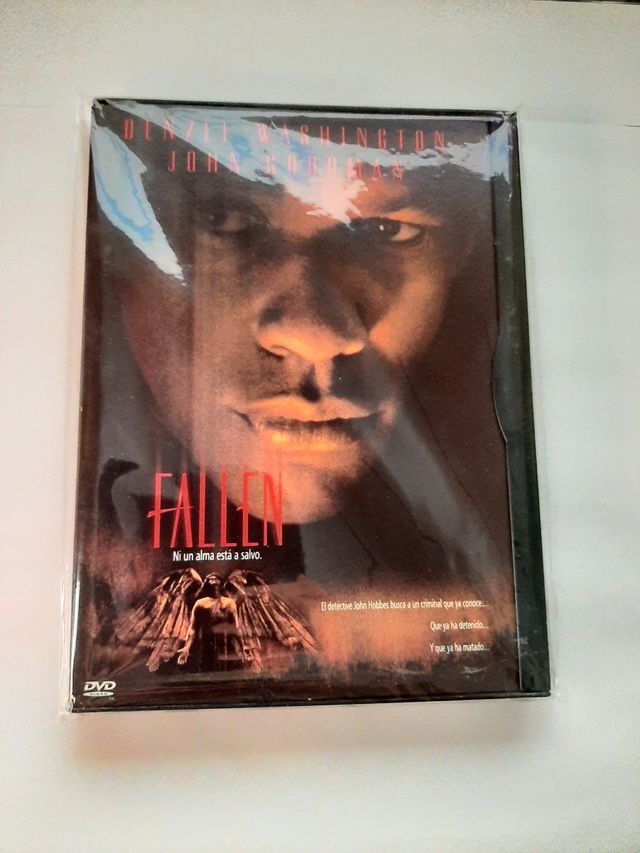 DENZEL WASHINGTON
JOHN GOODMAN
FALLEN
Ni un alma está a salvo.
El detective John Hobbes busca a un criminal que ya conoce...
Que ya ha detenido...
Y que ya ha matado...
DVD
VIDEO